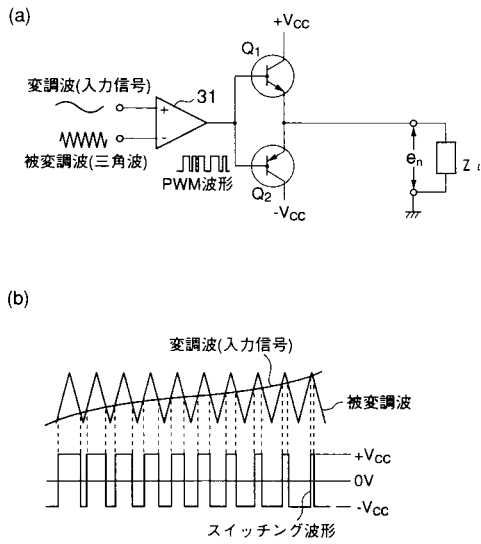 (a)
+Vcc
Q1
変調波(入力信号)
31
+
-
被変調波(三角波)
PWM波形
Q2
-Vcc
en
(b)
変調波(入力信号)
被変調波
+Vcc
0V
-Vcc
スイッチング波形